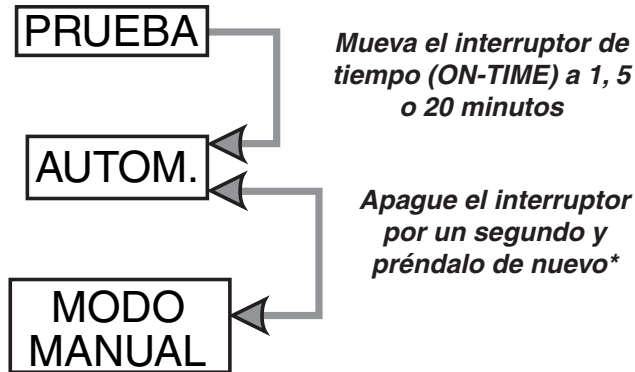 PRUEBA
Mueva el interruptor de
tiempo (ON-TIME) a 1, 5
o 20 minutos
AUTOM.
Apague el interruptor
por un segundo y
préndalo de nuevo*
MODO
MANUAL